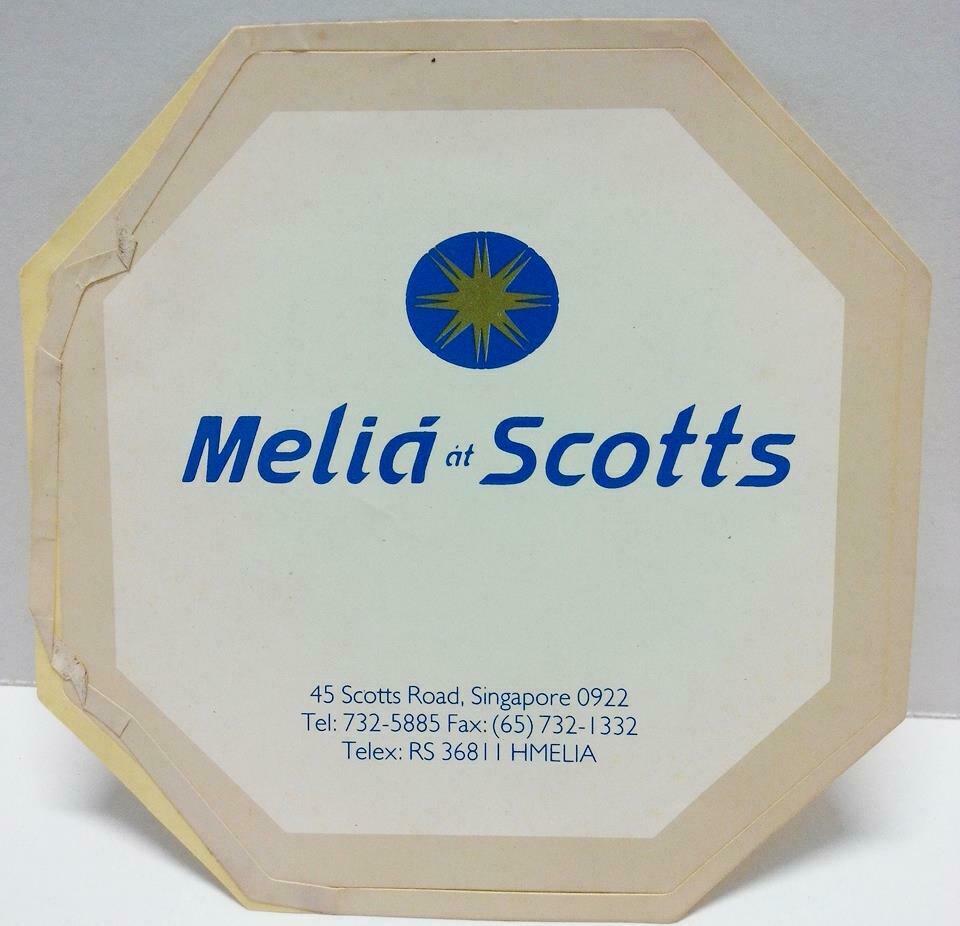 Meliá at Scotts
45 Scotts Road, Singapore 0922
Tel: 732-5885 Fax: (65) 732-1332
Telex: RS 36811 HMELIA